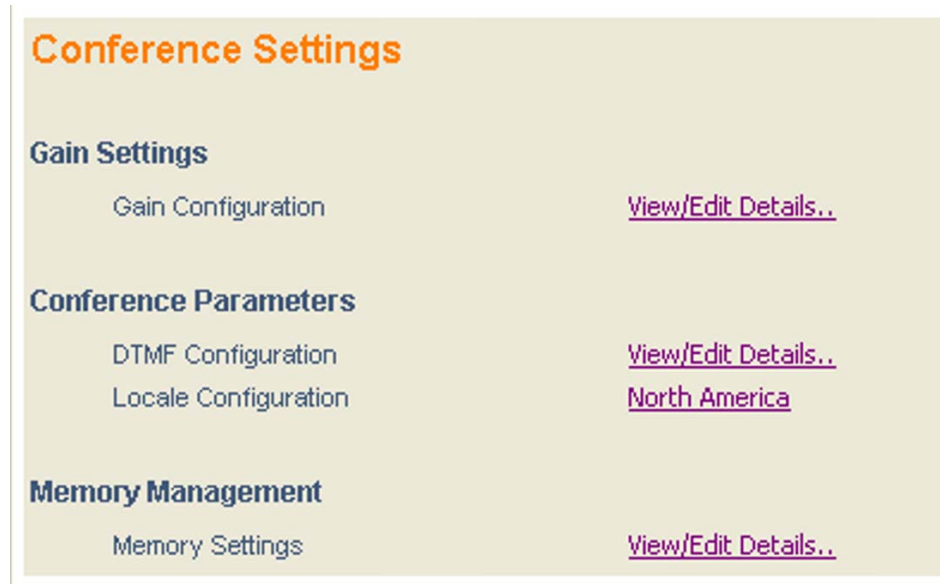 Conference Settings
Gain Settings
Gain Configuration View/Edit Details..
Conference Parameters
DTMF Configuration View/Edit Details..
Locale Configuration North America
Memory Management
Memory Settings View/Edit Details..